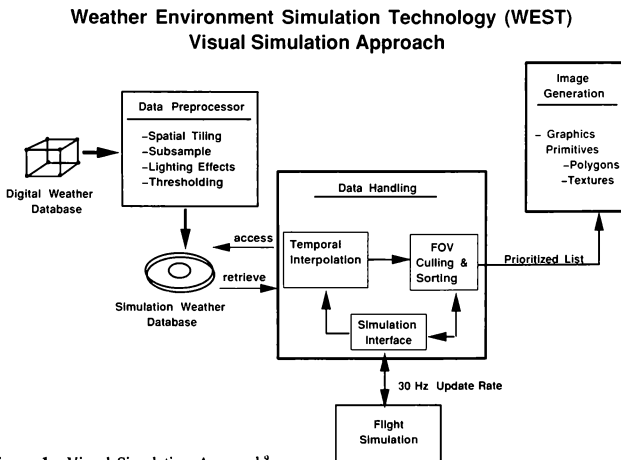 Weather Environment Simulation Technology (WEST)
Visual Simulation Approach
Data Preprocessor
-Spatial Tiling
-Subsample
-Lighting Effects
-Thresholding
Digital Weather
Database
Simulation Weather
Database
access
retrieve
Data Handling
Temporal
Interpolation
FOV
Culling &
Sorting
Simulation
Interface
Prioritized List
Image
Generation
- Graphics
Primitives
-Polygons
-Textures
30 Hz Update Rate
Flight
Simulation
1. Visual Simulation Approach